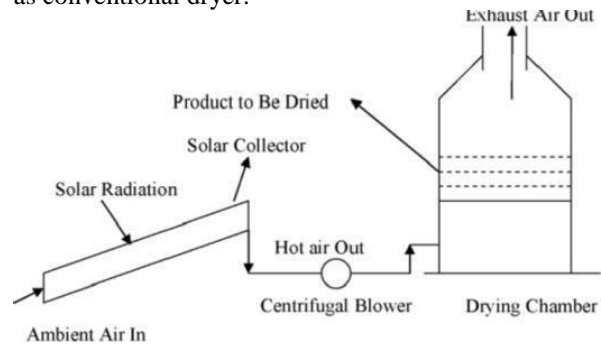 as conventional dryer.
Exhaust Air Out
Product to Be Dried
Solar Collector
Solar Radiation
Hot air Out
Centrifugal Blower
Drying Chamber
Ambient Air In